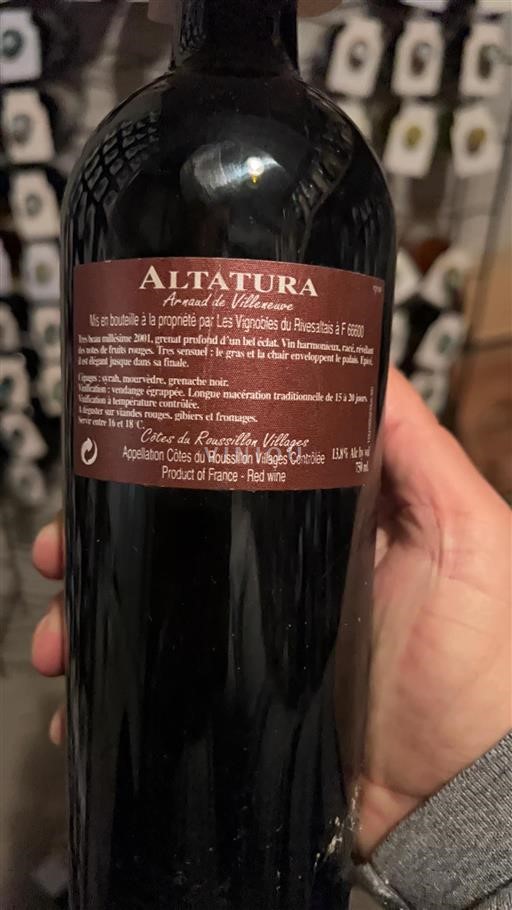 ALTATURA
Arnaud de Villeneuve
Mis en bouteille à la propriété par Les Vignobles du Rivesaltais à F 66600
Tres beau millésime 2001, grenat profond d'un bel éclat. Vin harmonieux, racé, révélant
des notes de fruits rouges. Tres sensuel : le gras et la chair enveloppent le palais. Epicé,
il est élégant jusque dans sa finale.
Cépages : syrah, mourvèdre, grenache noir.
Vinification : vendange égrappée. Longue macération traditionnelle de 15 à 20 jours.
Vinification à température contrôlée.
A déguster sur viandes rouges, gibiers et fromages.
Servir entre 16 et 18°C.
Côtes du Roussillon Villages
Appellation Côtes du Roussillon Villages Contrôlée
Product of France - Red wine
13,8% Alc by vol
750 ml